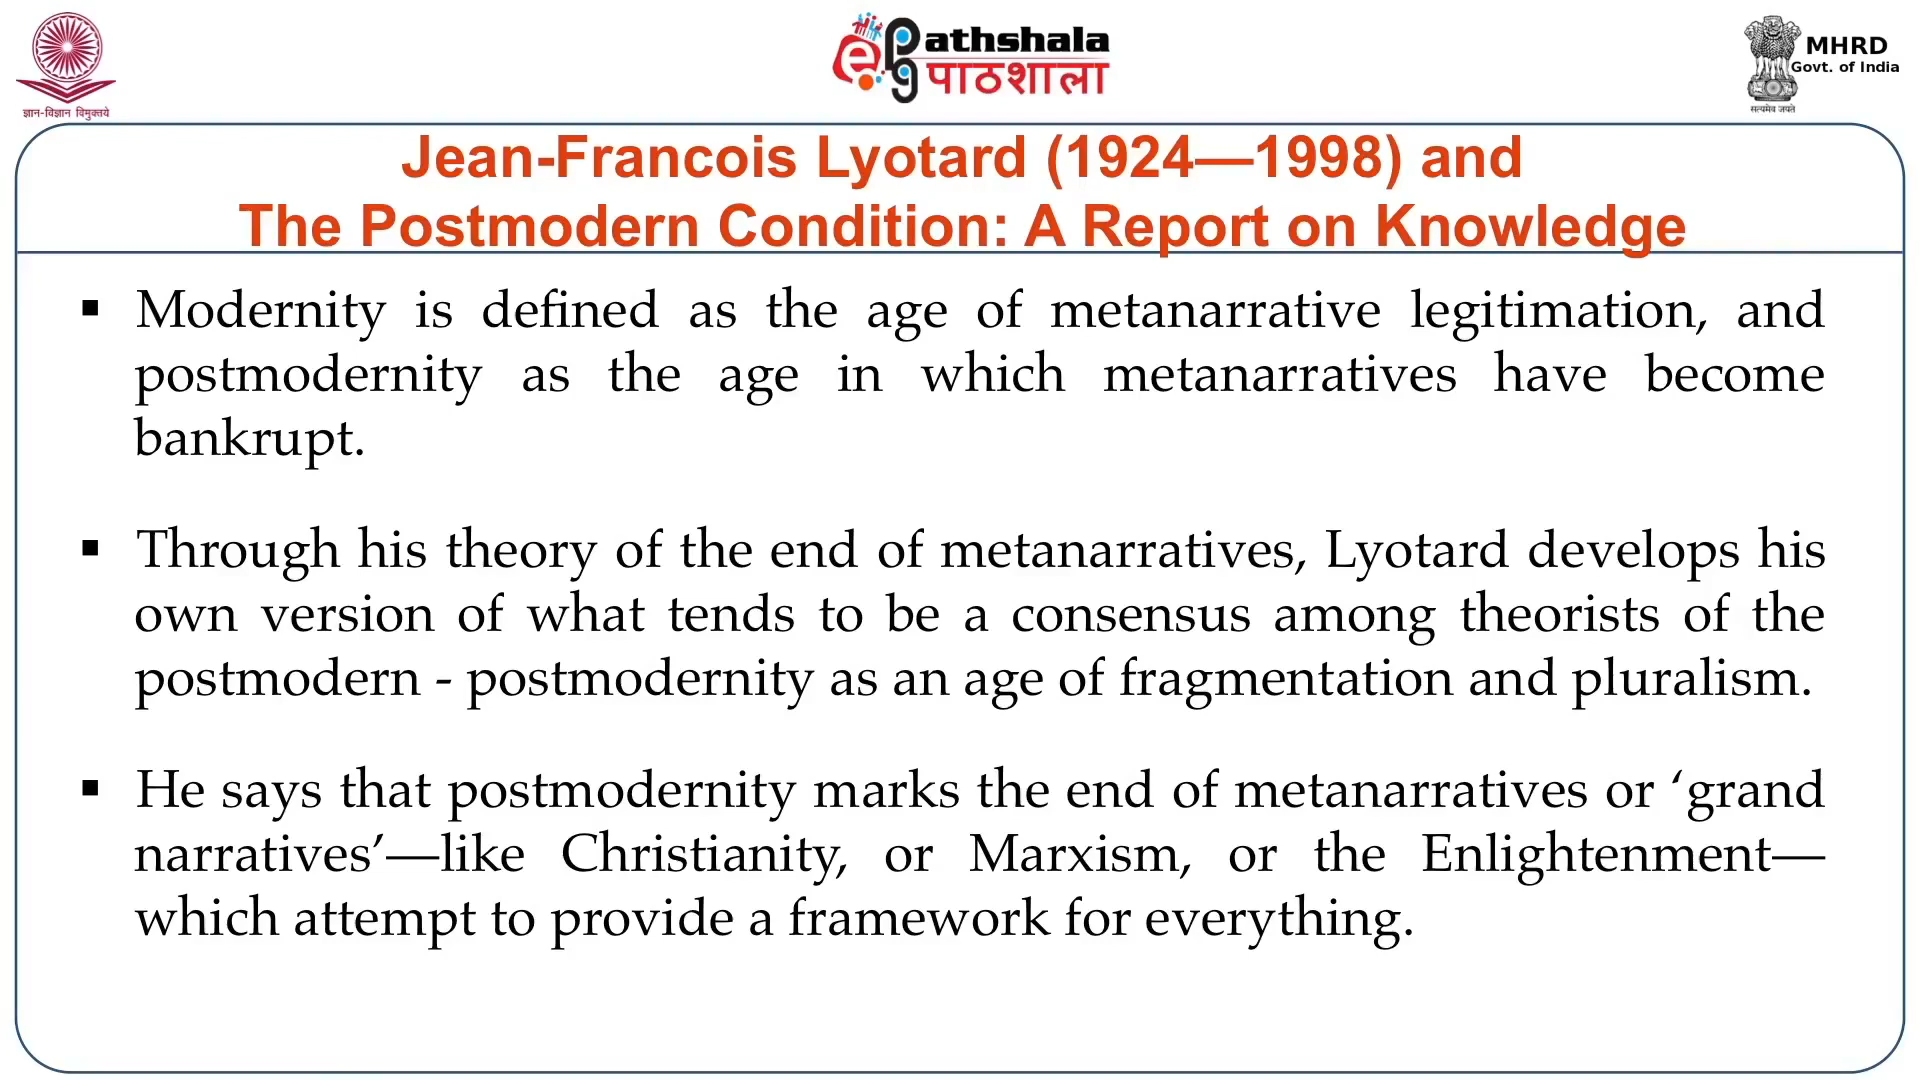 ज्ञान-विज्ञान विमुक्तये
ePg
athshala
पाठशाला
MHRD
Govt. of India
सत्यमेव जयते
Jean-Francois Lyotard (1924—1998) and
The Postmodern Condition: A Report on Knowledge
▪ Modernity is defined as the age of metanarrative legitimation, and
postmodernity as the age in which metanarratives have become
bankrupt.
▪ Through his theory of the end of metanarratives, Lyotard develops his
own version of what tends to be a consensus among theorists of the
postmodern - postmodernity as an age of fragmentation and pluralism.
▪ He says that postmodernity marks the end of metanarratives or ‘grand
narratives’—like Christianity, or Marxism, or the Enlightenment—
which attempt to provide a framework for everything.